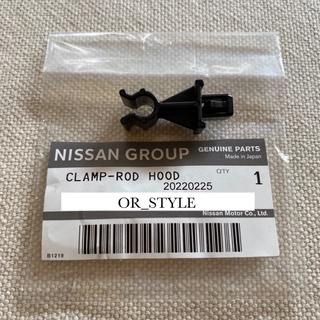 NISSAN GROUP
GENUINE PARTS
Made in Japan
CLAMP-ROD HOOD
QTY
1
20220225
OR_STYLE
Nissan Motor Co., Ltd.
B1219